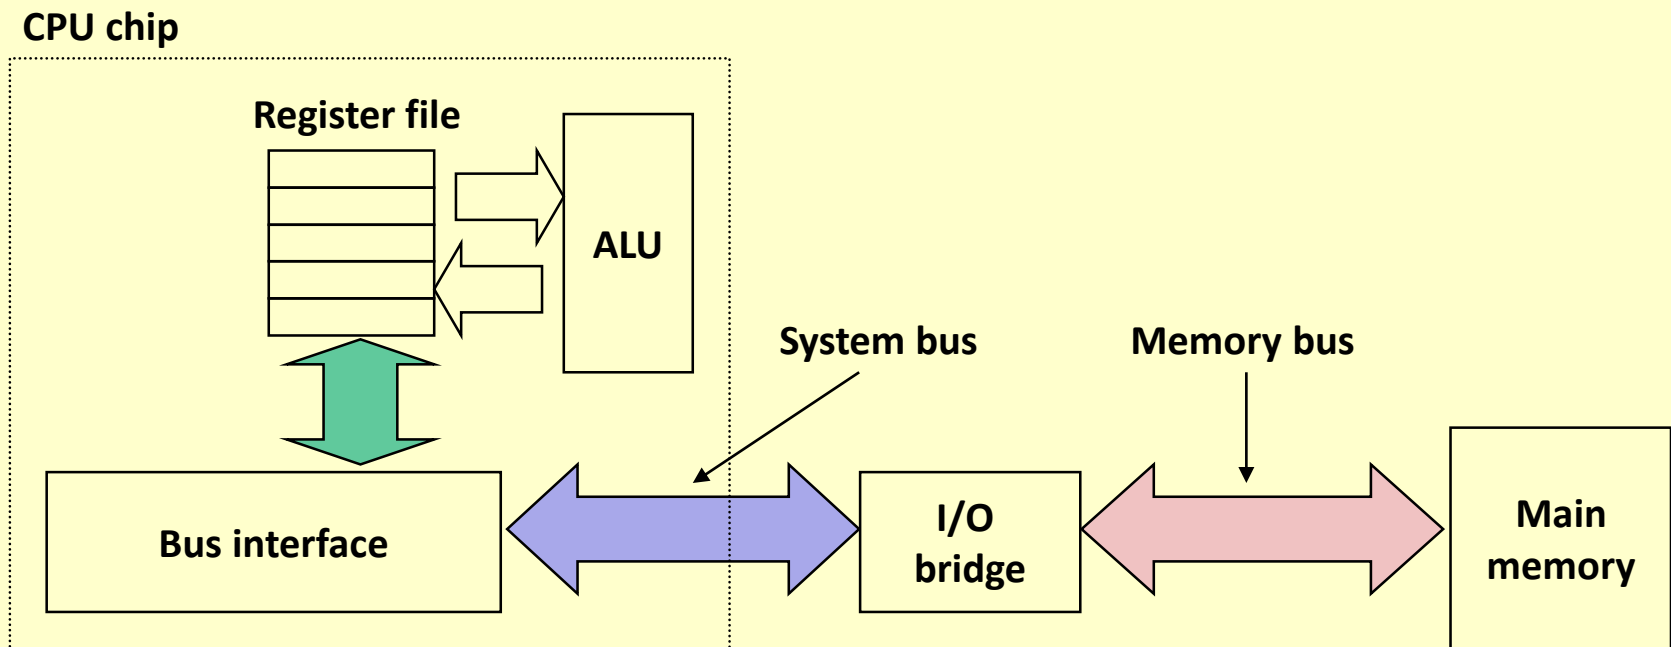 CPU chip
Register file
ALU
System bus
Memory bus
Bus interface
I/O
bridge
Main
memory